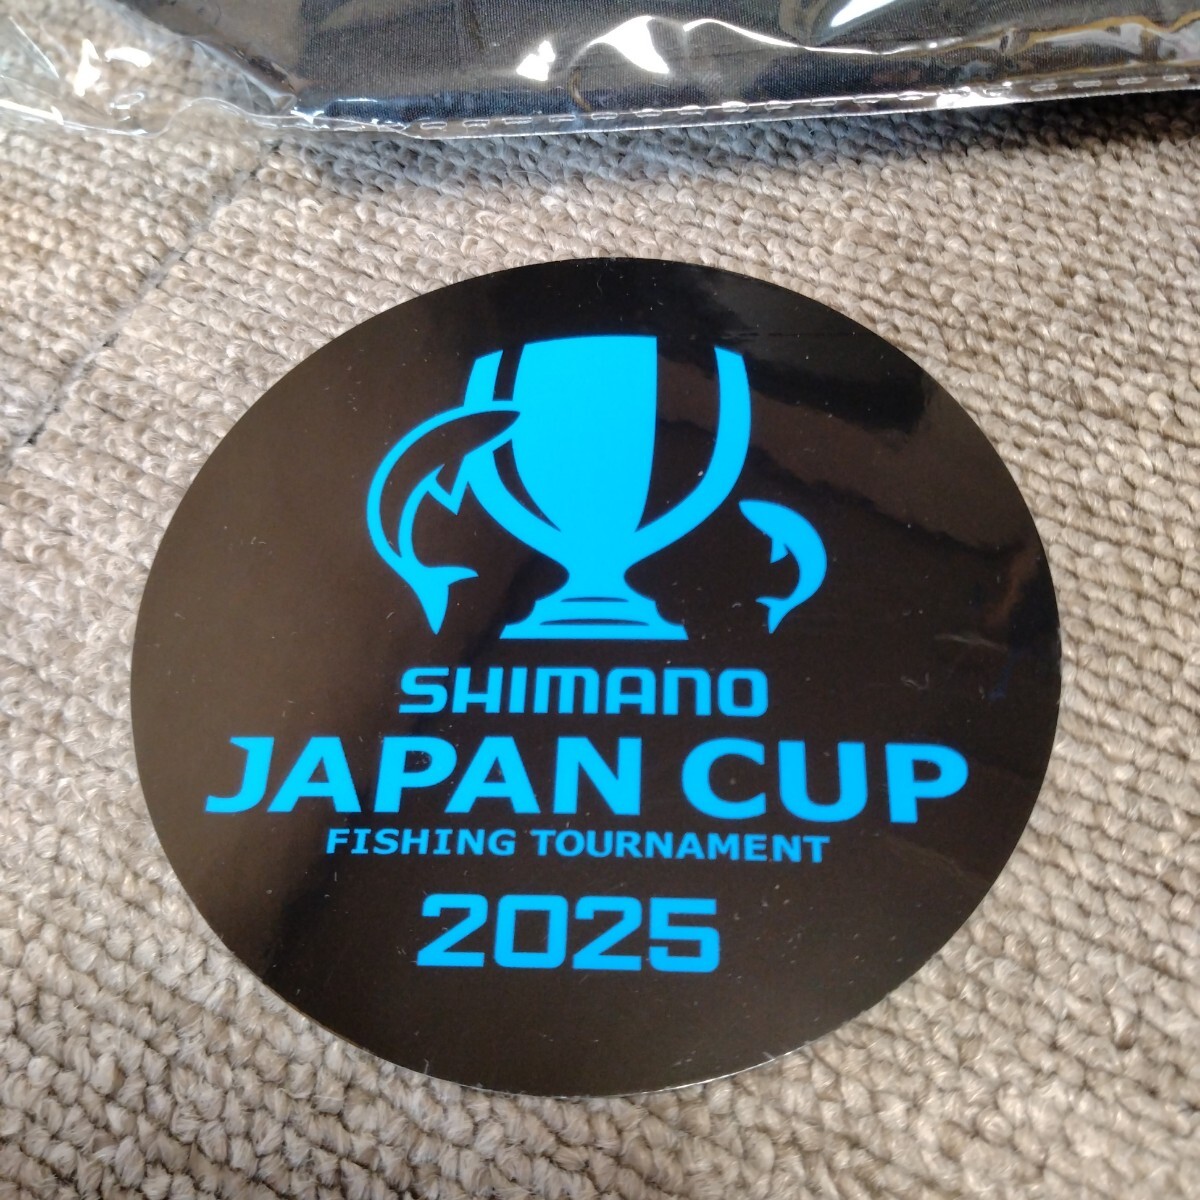 SHIMANO
JAPAN CUP
FISHING TOURNAMENT
2025